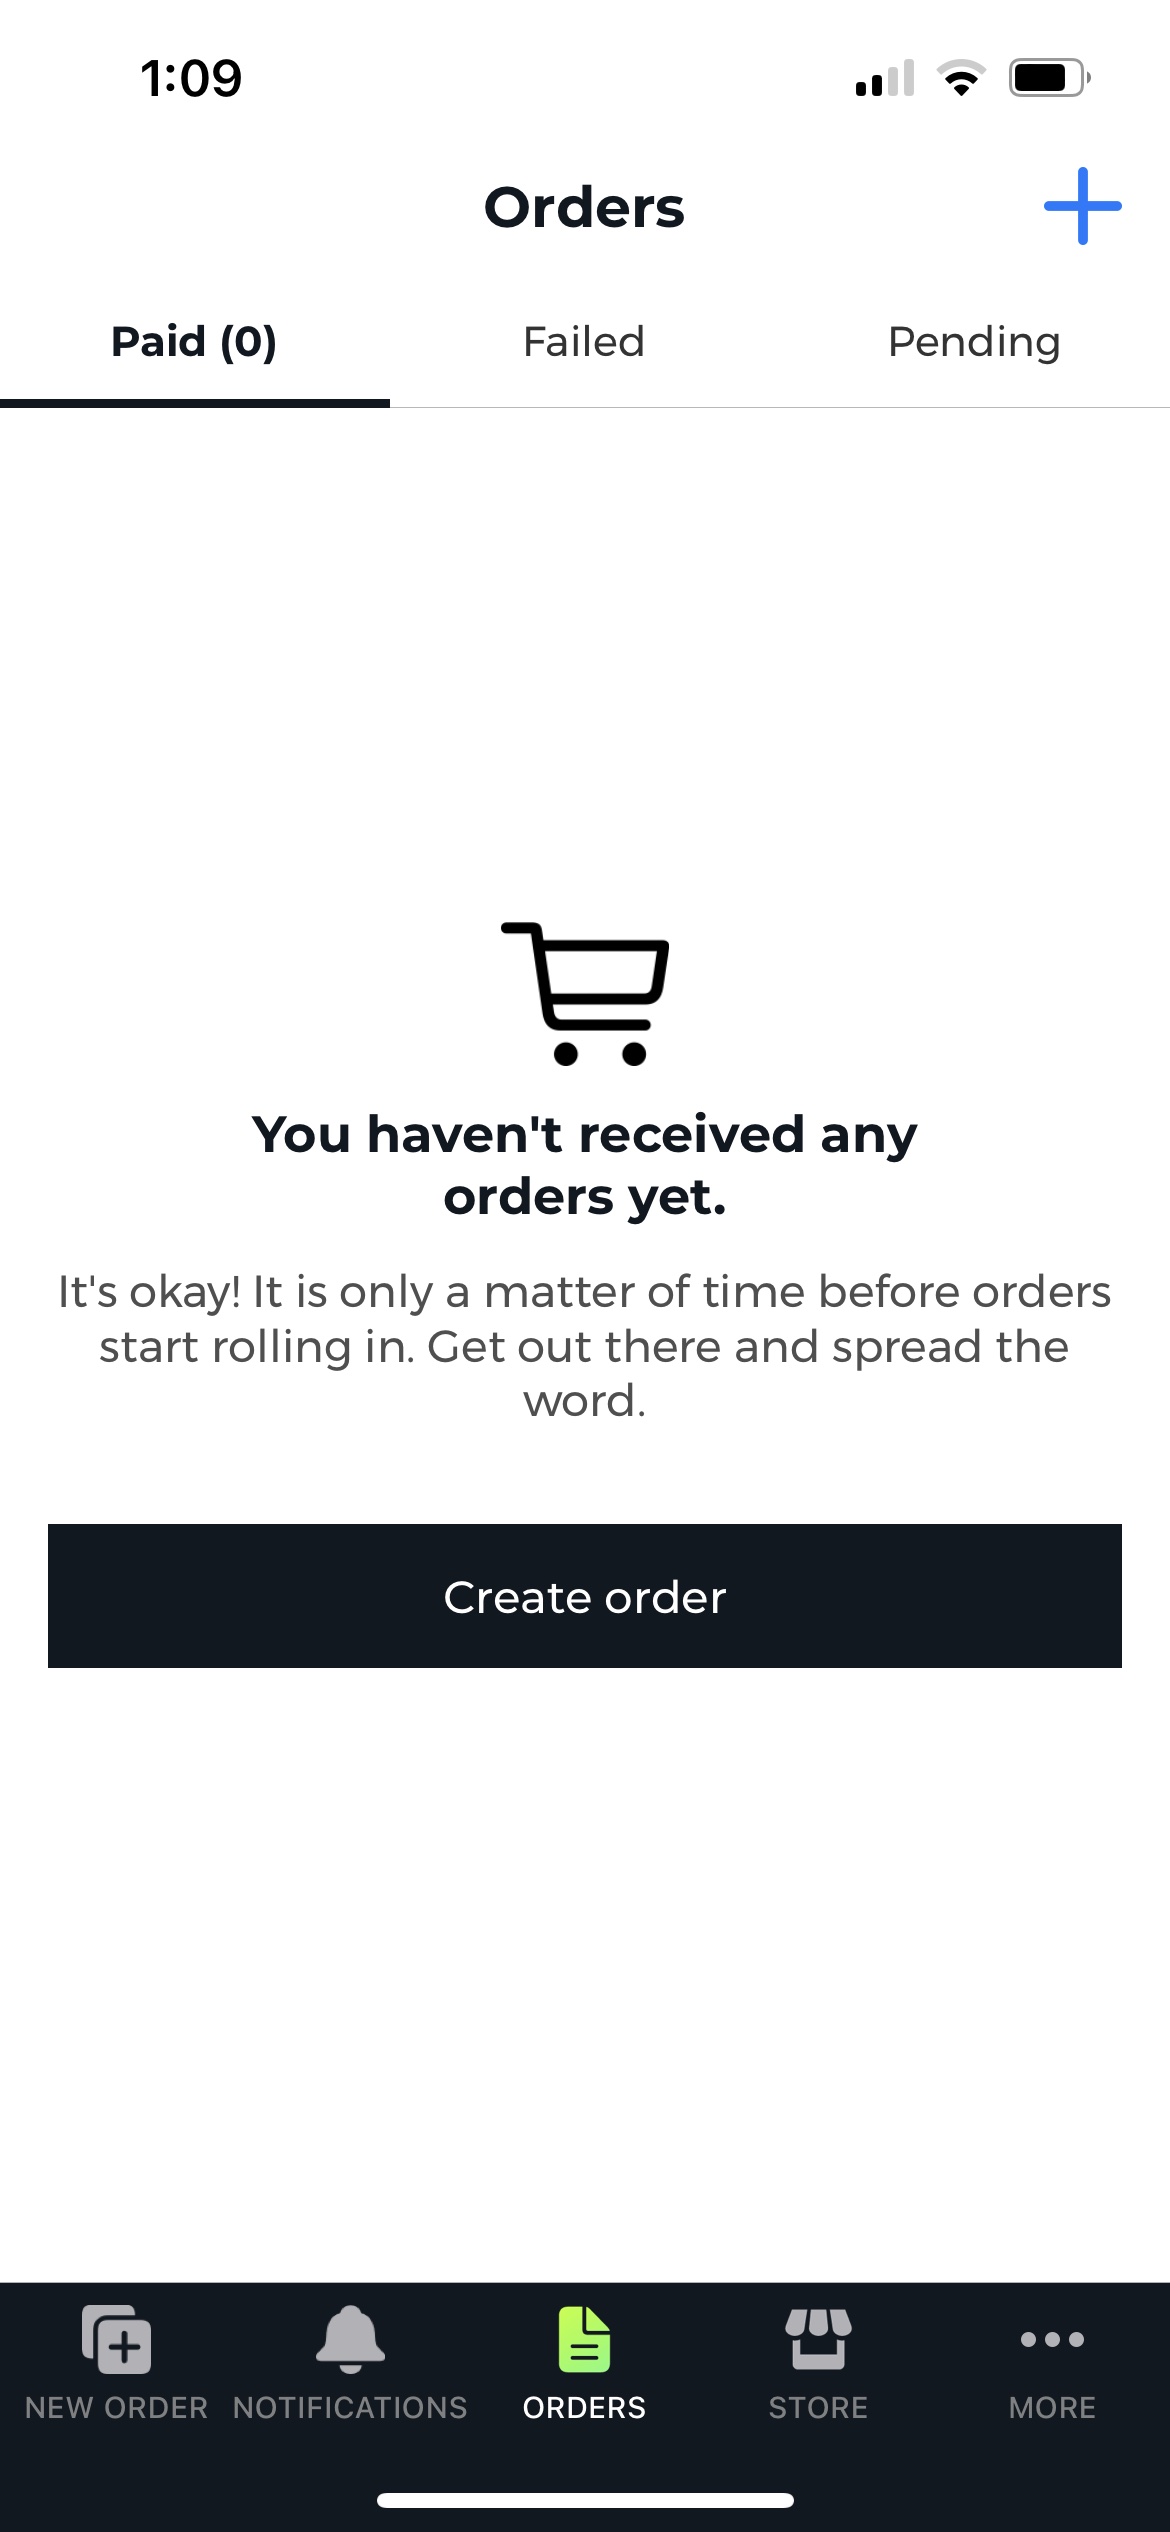 1:09
Orders
Paid (0)
Failed
Pending
You haven't received any
orders yet.
It's okay! It is only a matter of time before orders
start rolling in. Get out there and spread the
word.
Create order
NEW ORDER
NOTIFICATIONS
ORDERS
STORE
MORE